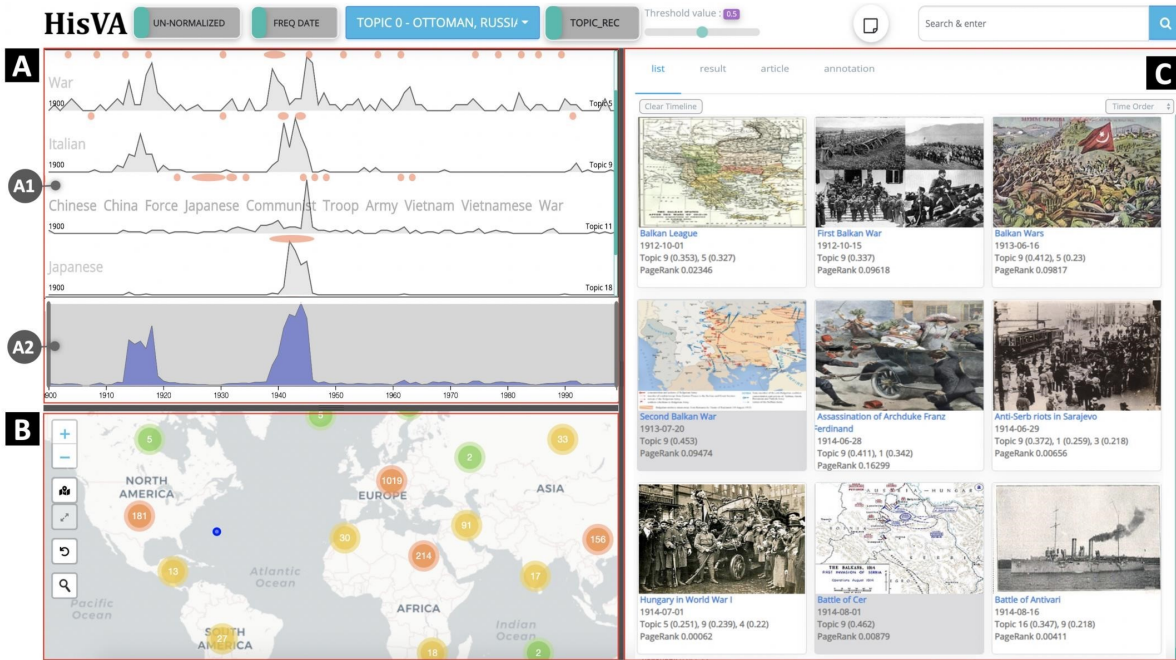 HisVA
UN-NORMALIZED
FREQ DATE
TOPIC 0 - OTTOMAN, RUSSI
TOPIC_REC
Threshold value : 0.5
Search & enter
A
War
1900
Topic 5
Italian
1900
Topic 9
A1
Chinese China Force Japanese Communist Troop Army Vietnam Vietnamese War
1900
Topic 11
Japanese
1900
Topic 18
A2
1900 1910 1920 1930 1940 1950 1960 1970 1980 1990
B
+
−
5
5
33
2
NORTH
AMERICA
1019
EUROPE
ASIA
181
30
91
214
156
13
17
Atlantic
Ocean
Pacific
Ocean
AFRICA
SOUTH
AMERICA
27
Indian
Ocean
18
2
list result article annotation
C
Clear Timeline
Time Order
Balkan League
1912-10-01
Topic 9 (0.353), 5 (0.327)
PageRank 0.02346
First Balkan War
1912-10-15
Topic 9 (0.337)
PageRank 0.09618
Balkan Wars
1913-06-16
Topic 9 (0.412), 5 (0.23)
PageRank 0.09817
Second Balkan War
1913-07-20
Topic 9 (0.453)
PageRank 0.09474
Assassination of Archduke Franz
Ferdinand
1914-06-28
Topic 9 (0.411), 1 (0.342)
PageRank 0.16299
Anti-Serb riots in Sarajevo
1914-06-29
Topic 9 (0.372), 1 (0.259), 3 (0.218)
PageRank 0.00656
Hungary in World War I
1914-07-01
Topic 5 (0.251), 9 (0.239), 4 (0.22)
PageRank 0.00062
THE BALKANS, 1914
Battle of Cer
1914-08-01
Topic 9 (0.462)
PageRank 0.00879
Battle of Antivari
1914-08-16
Topic 16 (0.347), 9 (0.218)
PageRank 0.00411